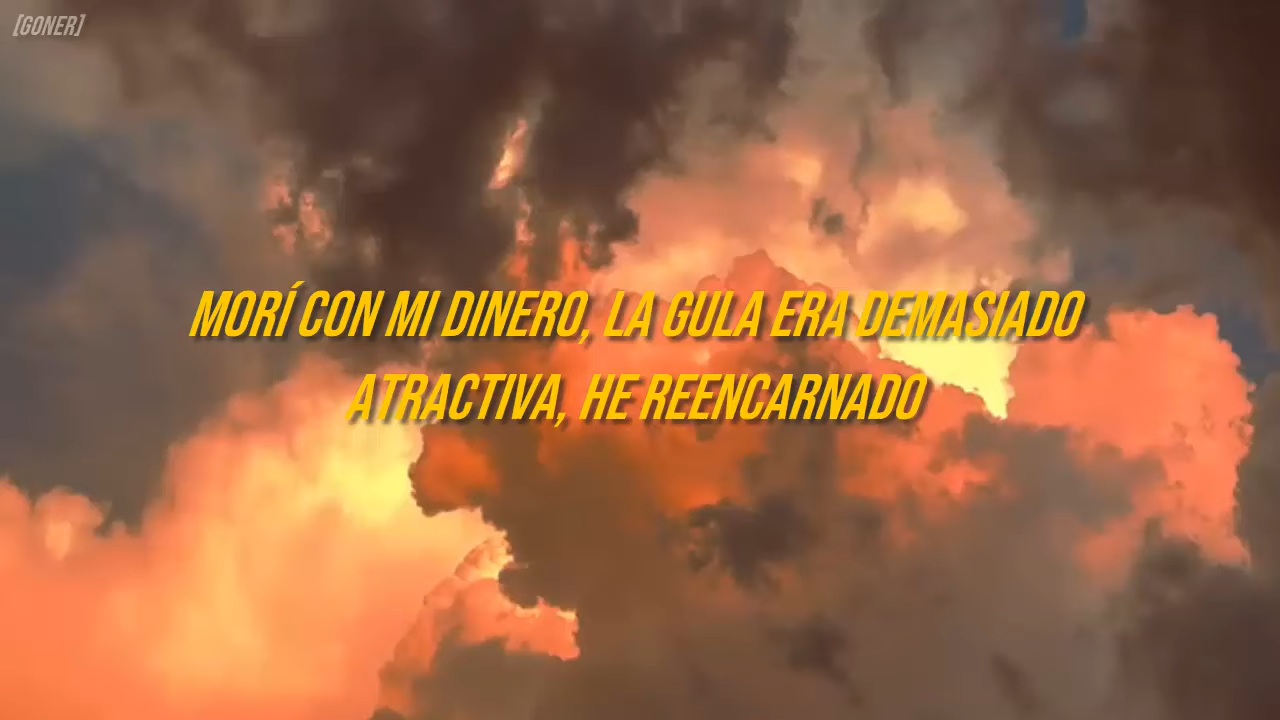 [GONER]
MORÍ CON MI DINERO, LA GULA ERA DEMASIADO
ATRACTIVA, HE REENCARNADO